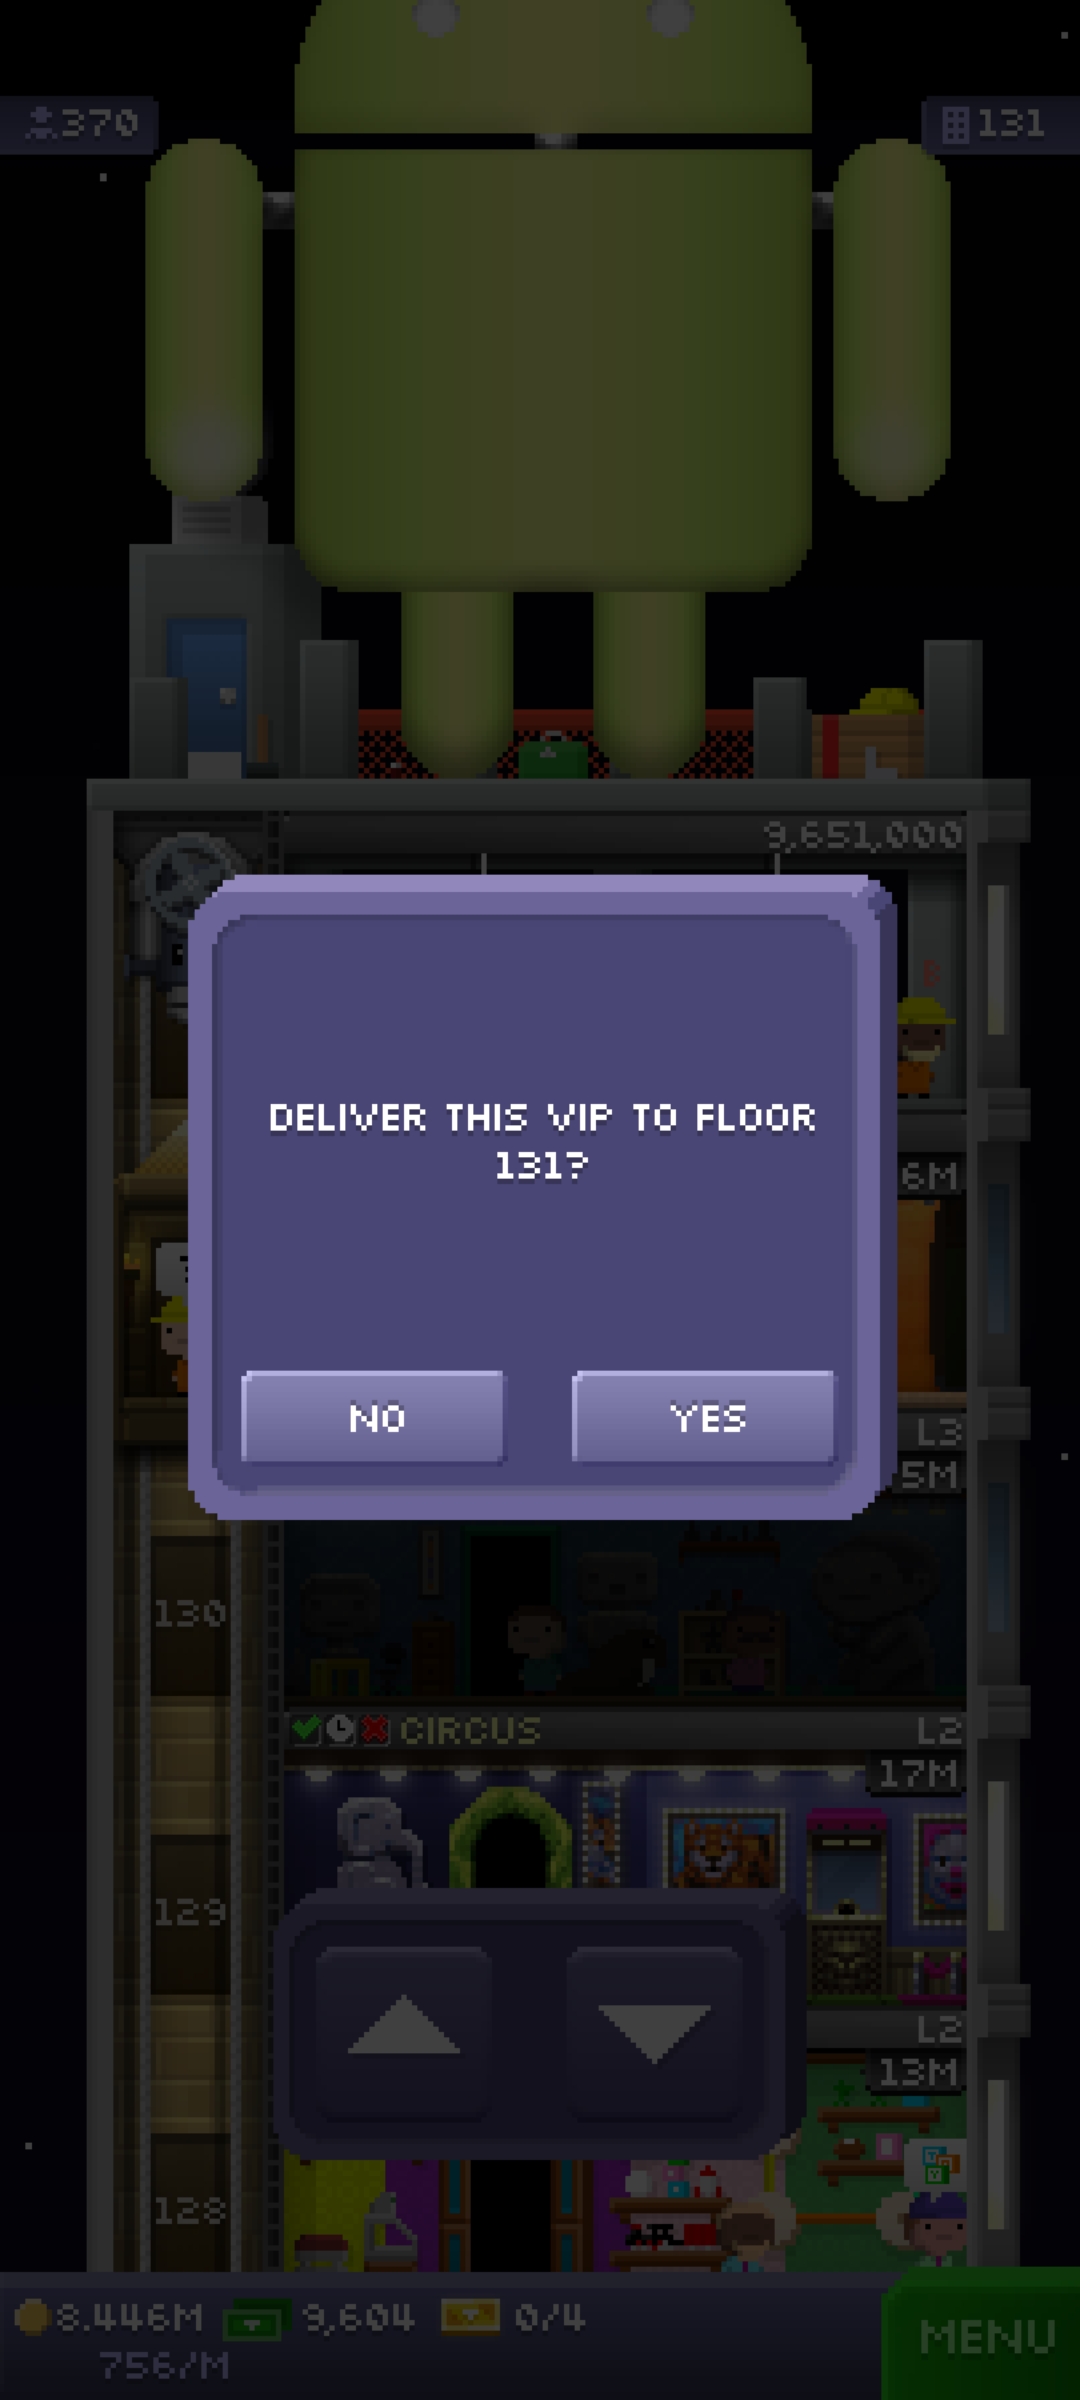 370
131
9,651,000
6M
DELIVER THIS VIP TO FLOOR
131?
NO
YES
L3
5M
130
CIRCUS
L2
17M
129
L2
13M
128
8.446M
9,604
0/4
756/M
MENU